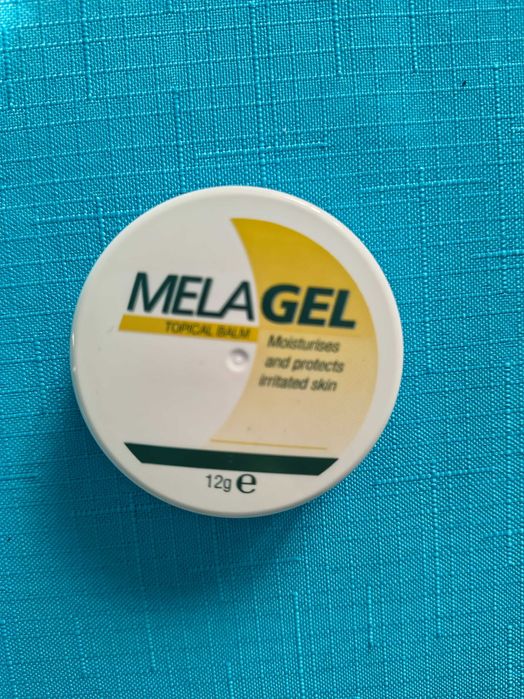 MELAGEL
TOPICAL BALM
Moisturises
and protects
irritated skin
12g ℮